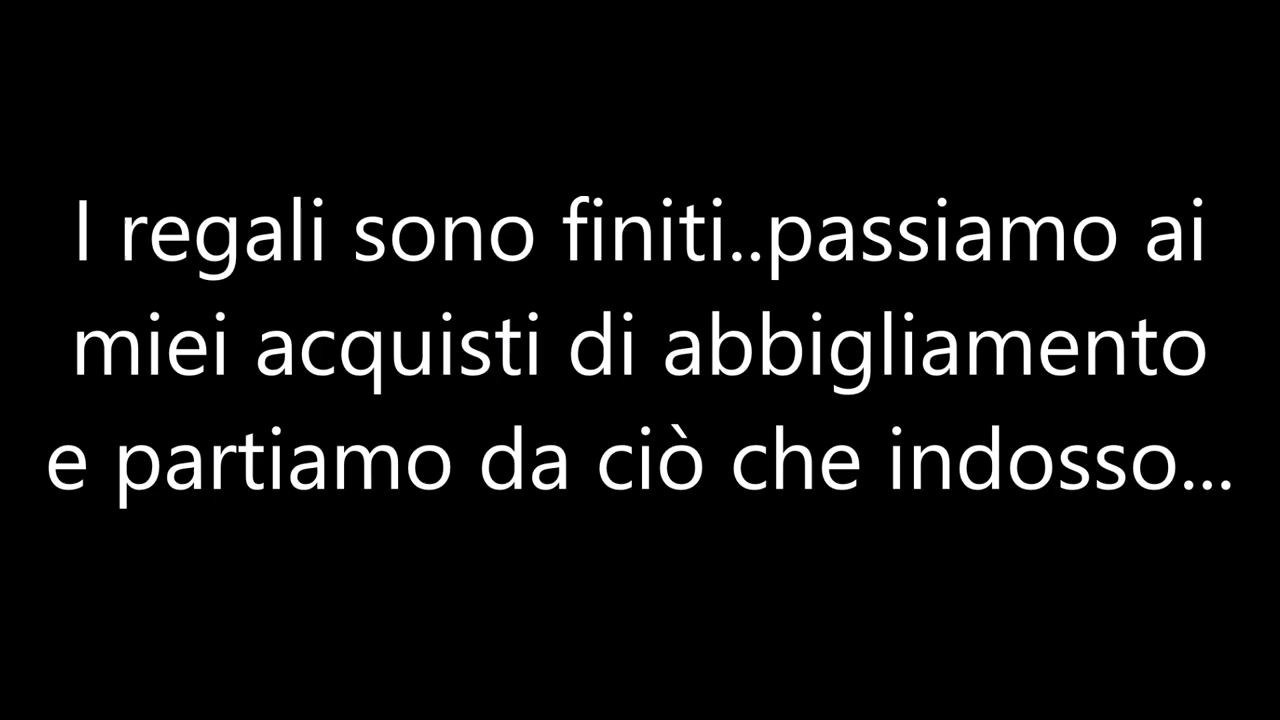 I regali sono finiti..passiamo ai
miei acquisti di abbigliamento
e partiamo da ciò che indosso...